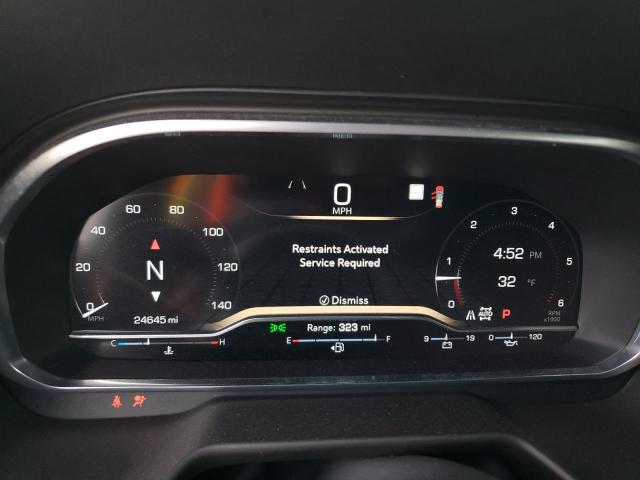 0
MPH
60 80
40 100
20 120
0 140
MPH
N
24645 mi
Restraints Activated
Service Required
Dismiss
3
2 4
1 5
0 6
4:52 PM
32 °F
AUTO P
RPM
x1000
C H
Range: 323 mi
E F
9 19
0 120